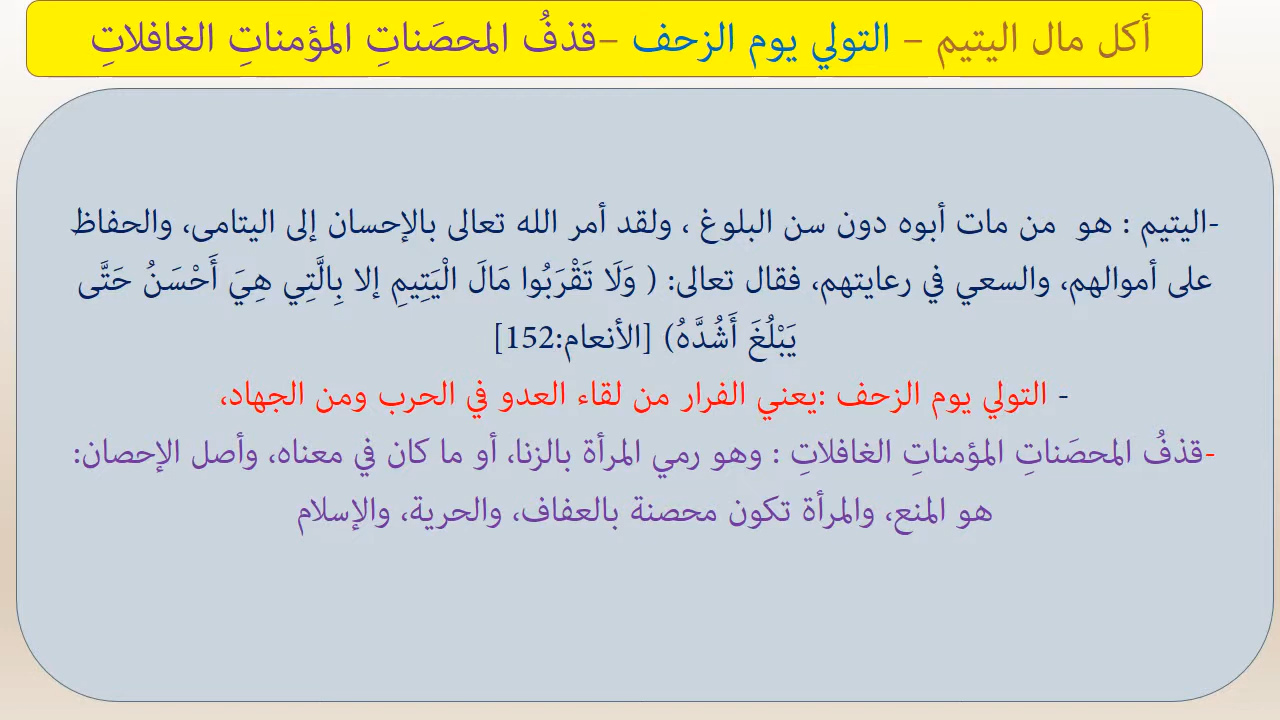 أكل مال اليتيم – التولي يوم الزحف –قذفُ المحصَناتِ المؤمناتِ الغافلاتِ
-اليتيم : هو من مات أبوه دون سن البلوغ ، ولقد أمر الله تعالى بالإحسان إلى اليتامى، والحفاظ
على أموالهم، والسعي في رعايتهم، فقال تعالى: ( وَلَا تَقْرَبُوا مَالَ الْيَتِيمِ إلا بِالَّتِي هِيَ أَحْسَنُ حَتَّى
يَبْلُغَ أَشُدَّهُ) [الأنعام:152]
- التولي يوم الزحف :يعني الفرار من لقاء العدو في الحرب ومن الجهاد،
-قذفُ المحصَناتِ المؤمناتِ الغافلاتِ : وهو رمي المرأة بالزنا، أو ما كان في معناه، وأصل الإحصان:
هو المنع، والمرأة تكون محصنة بالعفاف، والحرية، والإسلام